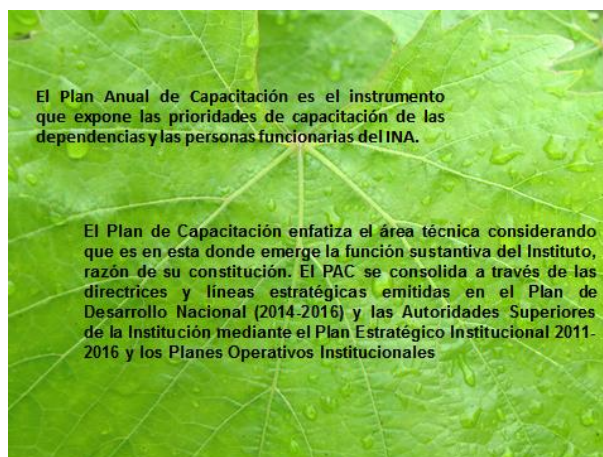 El Plan Anual de Capacitación es el instrumento
que expone las prioridades de capacitación de las
dependencias y las personas funcionarias del INA.
El Plan de Capacitación enfatiza el área técnica considerando
que es en esta donde emerge la función sustantiva del Instituto,
razón de su constitución. El PAC se consolida a través de las
directrices y líneas estratégicas emitidas en el Plan de
Desarrollo Nacional (2014-2016) y las Autoridades Superiores
de la Institución mediante el Plan Estratégico Institucional 2011-
2016 y los Planes Operativos Institucionales